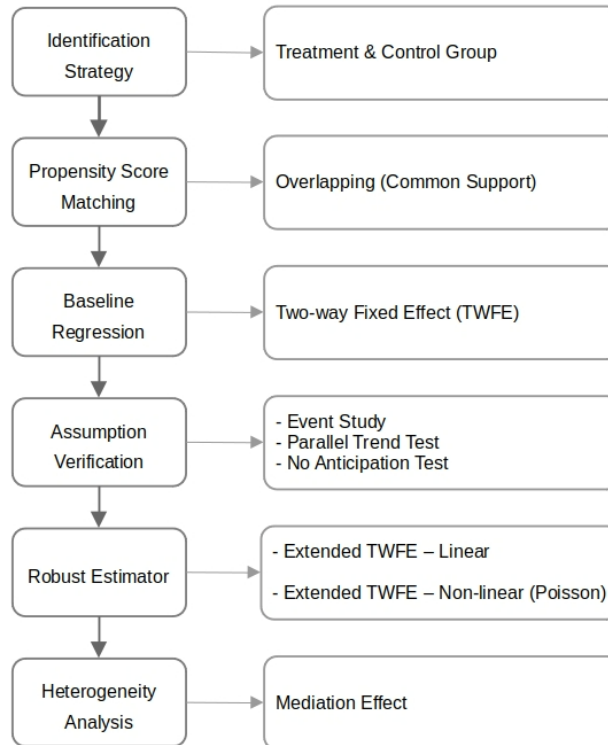 Identification
Strategy
Treatment & Control Group
Propensity Score
Matching
Overlapping (Common Support)
Baseline
Regression
Two-way Fixed Effect (TWFE)
Assumption
Verification
- Event Study
- Parallel Trend Test
- No Anticipation Test
Robust Estimator
- Extended TWFE – Linear
- Extended TWFE – Non-linear (Poisson)
Heterogeneity
Analysis
Mediation Effect